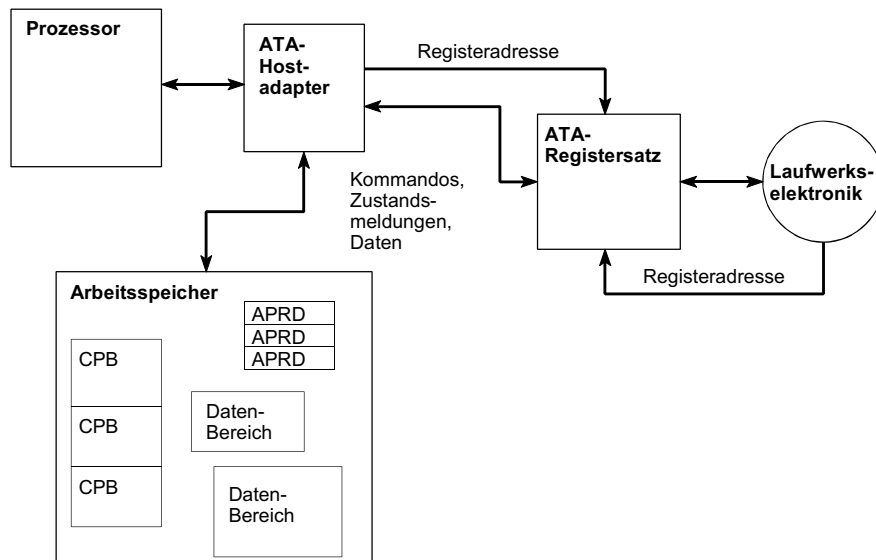 Prozessor
ATA-
Host-
adapter
Registeradresse
ATA-
Registersatz
Laufwerks-
elektronik
Kommandos,
Zustands-
meldungen,
Daten
Registeradresse
Arbeitsspeicher
APRD
APRD
APRD
CPB
CPB
CPB
Daten-
Bereich
Daten-
Bereich